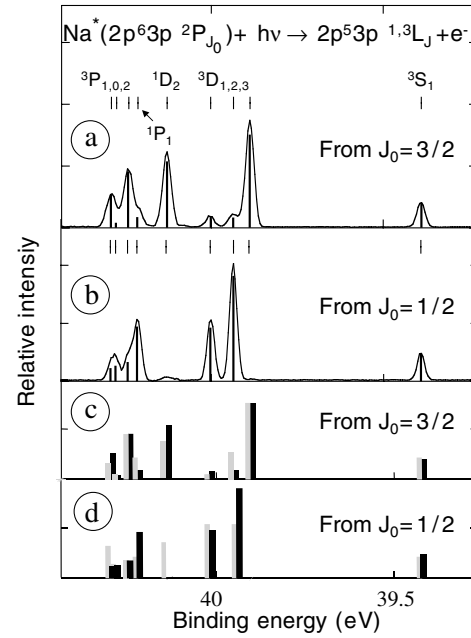 Na*(2p⁶3p ²P_J₀)+ hν → 2p⁵3p ¹,³L_J+e⁻
³P₁,₀,₂ ¹D₂ ³D₁,₂,₃ ³S₁
¹P₁
a From J₀=3/2
b From J₀=1/2
c From J₀=3/2
d From J₀=1/2
40 39.5
Binding energy (eV)
Relative intensiy